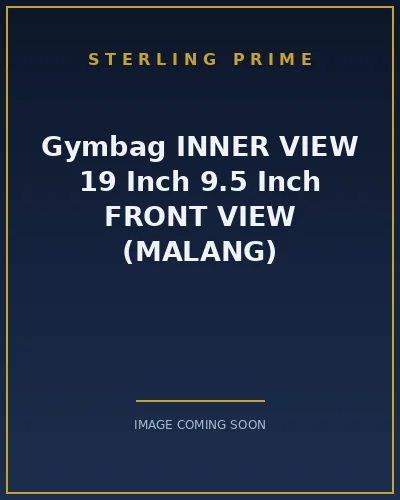 STERLING PRIME
Gymbag INNER VIEW
19 Inch 9.5 Inch
FRONT VIEW
(MALANG)
IMAGE COMING SOON